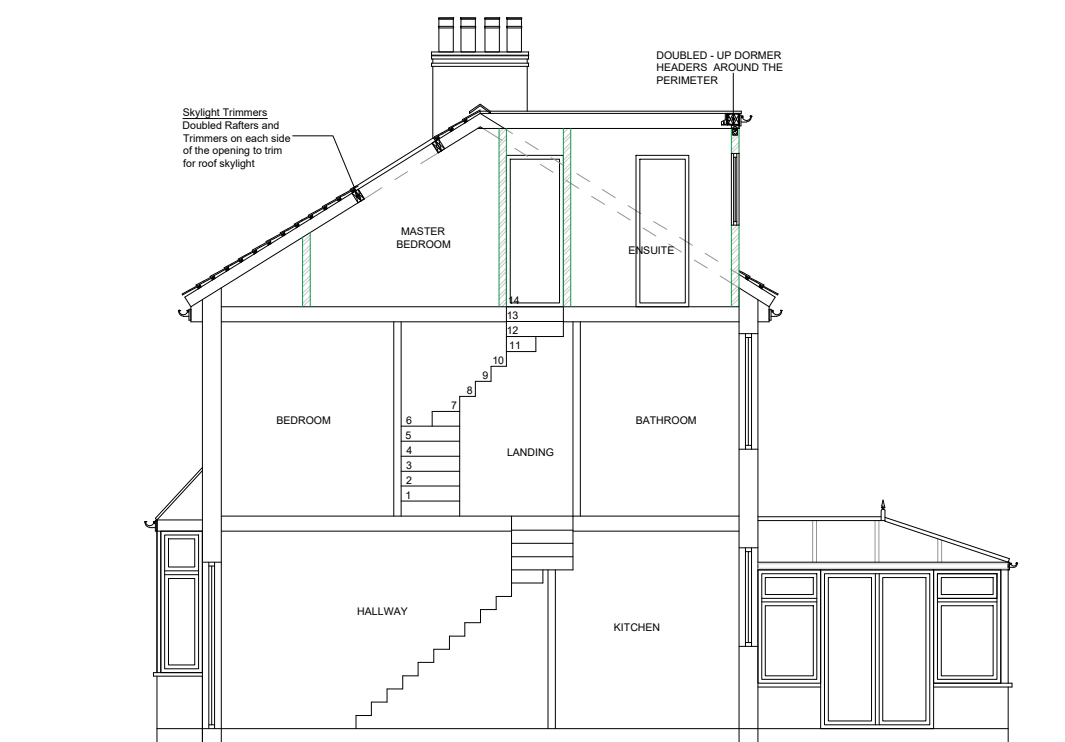 DOUBLED - UP DORMER
HEADERS AROUND THE
PERIMETER
Skylight Trimmers
Doubled Rafters and
Trimmers on each side
of the opening to trim
for roof skylight
MASTER
BEDROOM
ENSUITE
14
13
12
11
10
9
8
7
6
5
4
3
2
1
BEDROOM
LANDING
BATHROOM
HALLWAY
KITCHEN